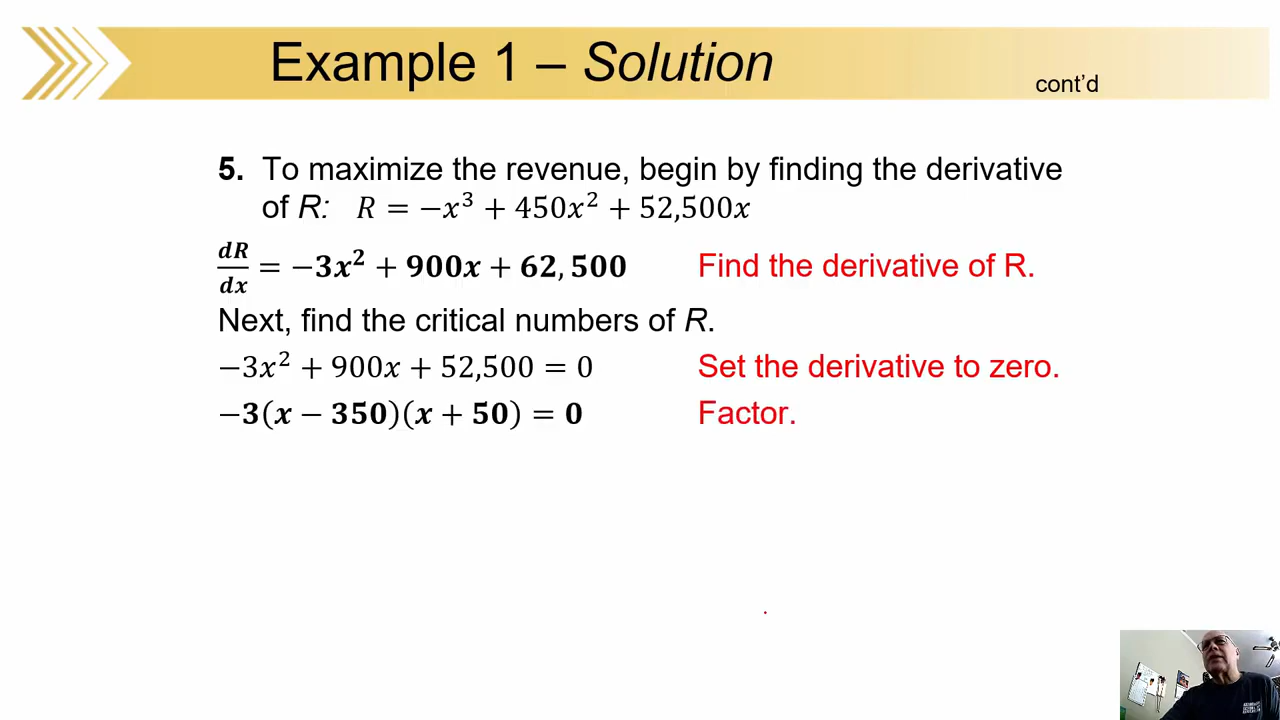 Example 1 – Solution
cont’d
5. To maximize the revenue, begin by finding the derivative
of R: R = −x³ + 450x² + 52,500x
dR/dx = −3x² + 900x + 62,500 Find the derivative of R.
Next, find the critical numbers of R.
−3x² + 900x + 52,500 = 0 Set the derivative to zero.
−3(x − 350)(x + 50) = 0 Factor.